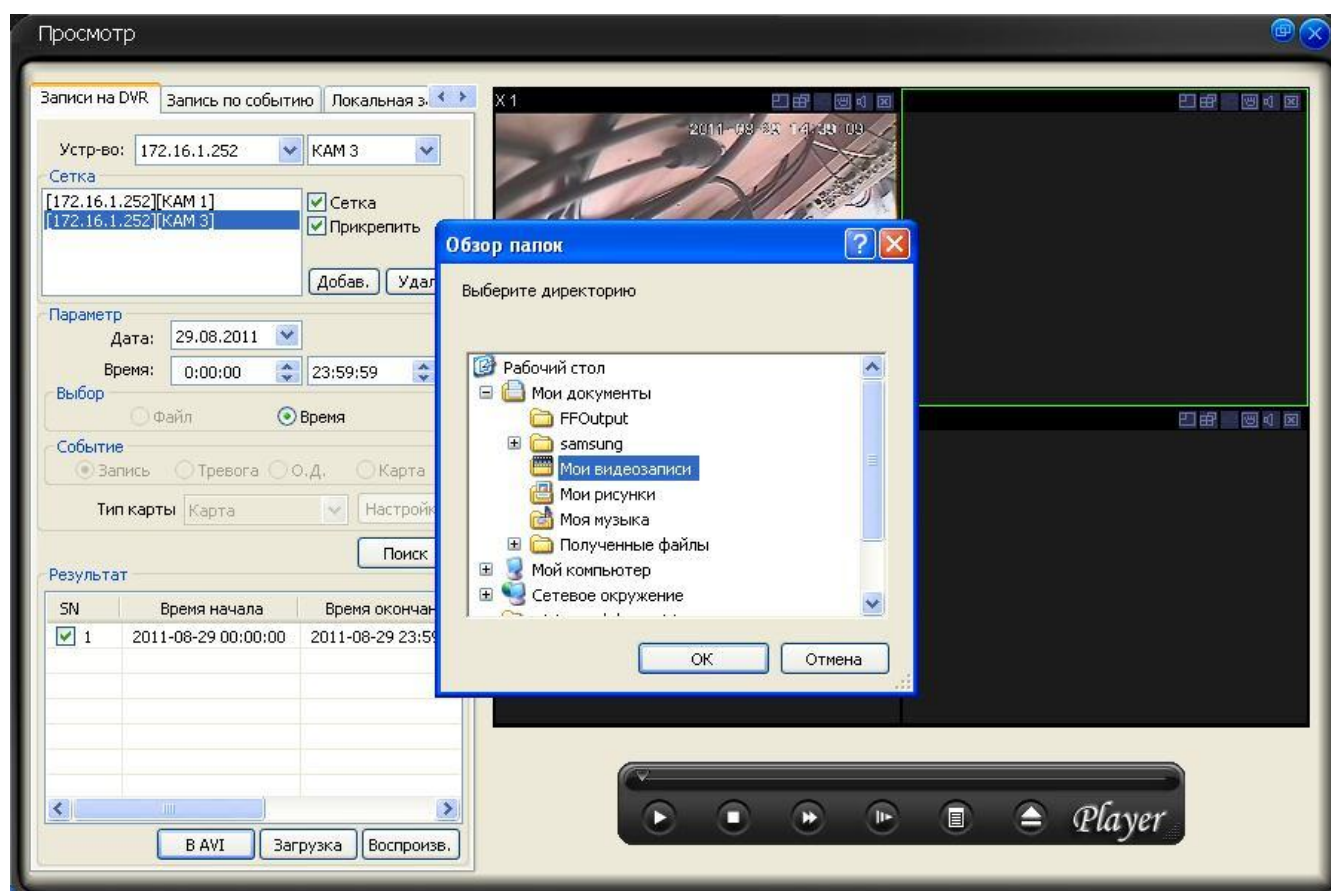 Просмотр
Записи на DVR Запись по событию Локальная з
Устр-во: 172.16.1.252 КАМ 3
Сетка
[172.16.1.252][КАМ 1]
[172.16.1.252][КАМ 3]
Сетка
Прикрепить
Добав. Удал
Параметр
Дата: 29.08.2011
Время: 0:00:00 23:59:59
Выбор
Файл Время
Событие
Запись Тревога О.Д. Карта
Тип карты Карта Настройк
Поиск
Результат
SN Время начала Время окончан
1 2011-08-29 00:00:00 2011-08-29 23:59
В AVI Загрузка Воспроизв.
X 1
Обзор папок
Выберите директорию
Рабочий стол
Мои документы
FFOutput
samsung
Мои видеозаписи
Мои рисунки
Моя музыка
Полученные файлы
Мой компьютер
Сетевое окружение
ОК Отмена
Player